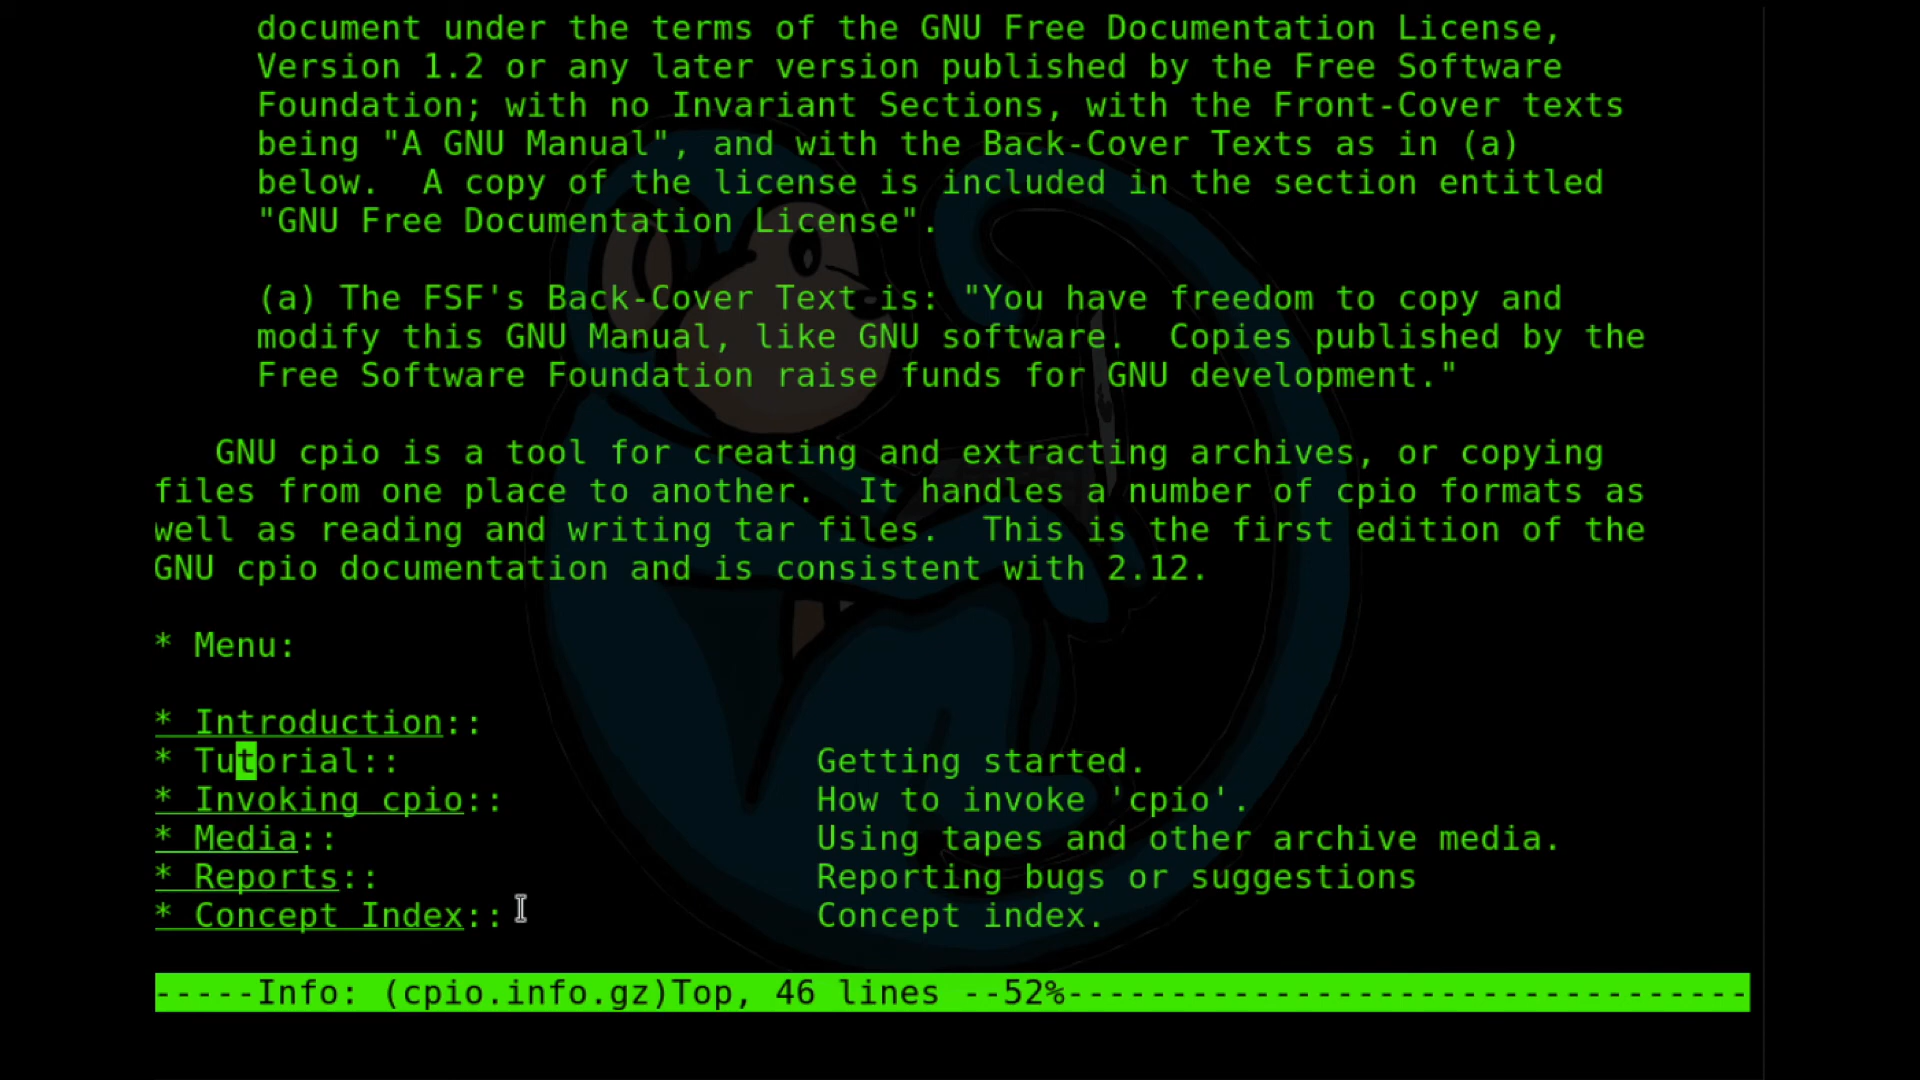 document under the terms of the GNU Free Documentation License,
Version 1.2 or any later version published by the Free Software
Foundation; with no Invariant Sections, with the Front-Cover texts
being "A GNU Manual", and with the Back-Cover Texts as in (a)
below.  A copy of the license is included in the section entitled
"GNU Free Documentation License".
(a) The FSF's Back-Cover Text is: "You have freedom to copy and
modify this GNU Manual, like GNU software.  Copies published by the
Free Software Foundation raise funds for GNU development."
GNU cpio is a tool for creating and extracting archives, or copying
files from one place to another.  It handles a number of cpio formats as
well as reading and writing tar files.  This is the first edition of the
GNU cpio documentation and is consistent with 2.12.
* Menu:
* Introduction::
* Tutorial::                    Getting started.
* Invoking cpio::               How to invoke 'cpio'.
* Media::                       Using tapes and other archive media.
* Reports::                     Reporting bugs or suggestions
* Concept Index::               Concept index.
-----Info: (cpio.info.gz)Top, 46 lines --52%---------------------------------